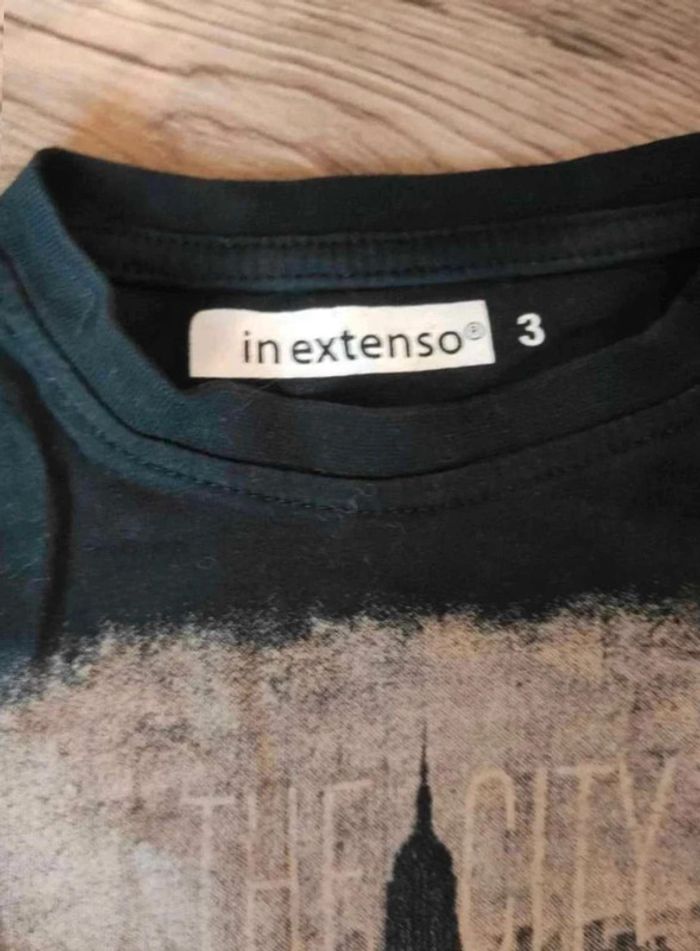 in extenso® 3
THE CITY